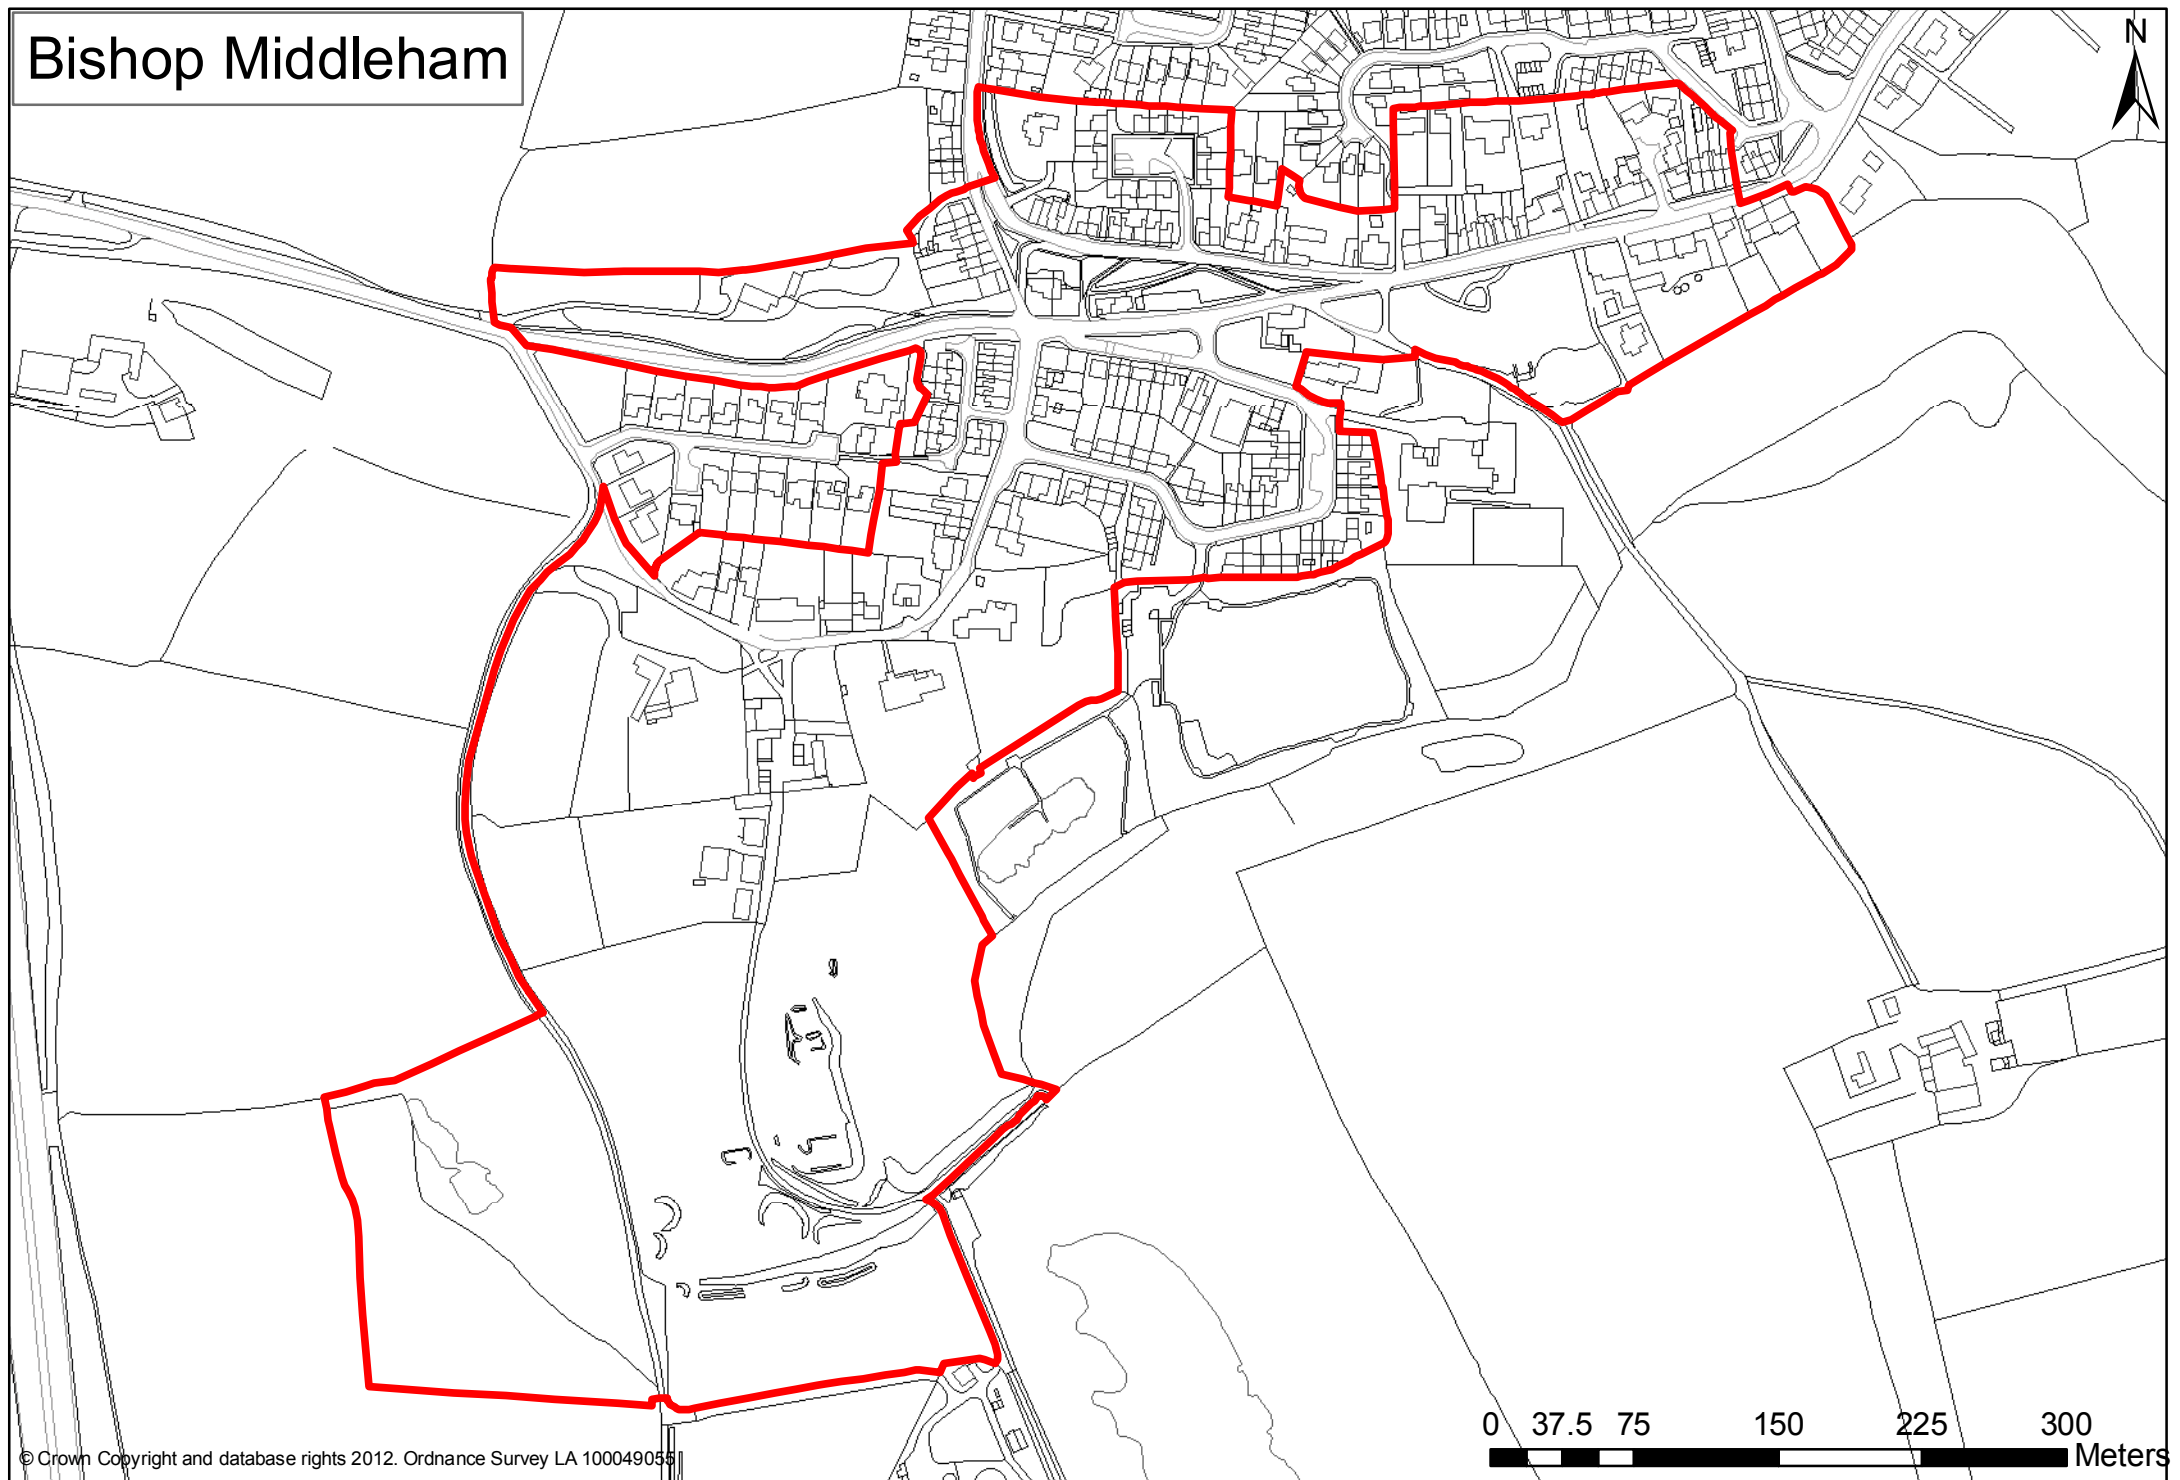 Bishop Middleham
N
0 37.5 75 150 225 300
Meters
© Crown Copyright and database rights 2012. Ordnance Survey LA 100049055